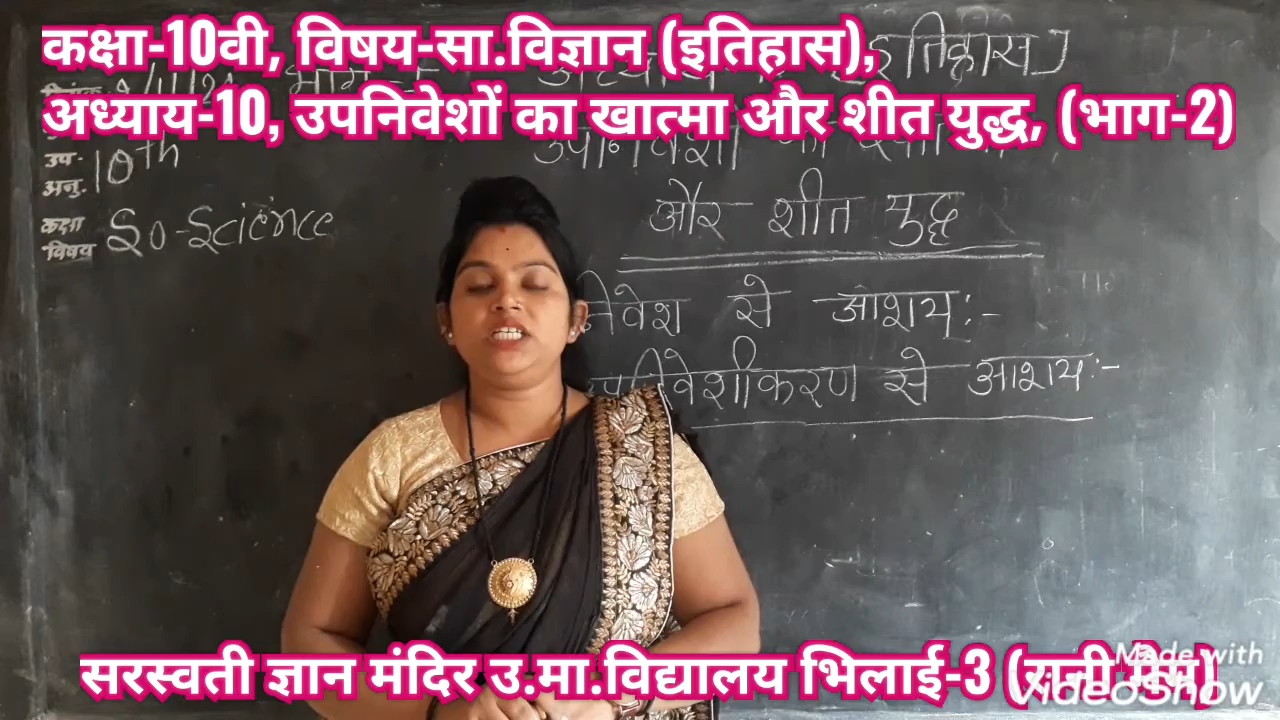 कक्षा-10वी, विषय-सा.विज्ञान (इतिहास),
अध्याय-10, उपनिवेशों का खात्मा और शीत युद्ध, (भाग-2)
उप.
अनु.
10th
कक्षा
विषय
So-Science
और शीत युद्ध
से आशय:-
से आशय:-
सरस्वती ज्ञान मंदिर उ.मा.विद्यालय भिलाई-3
Made with
VideoShow